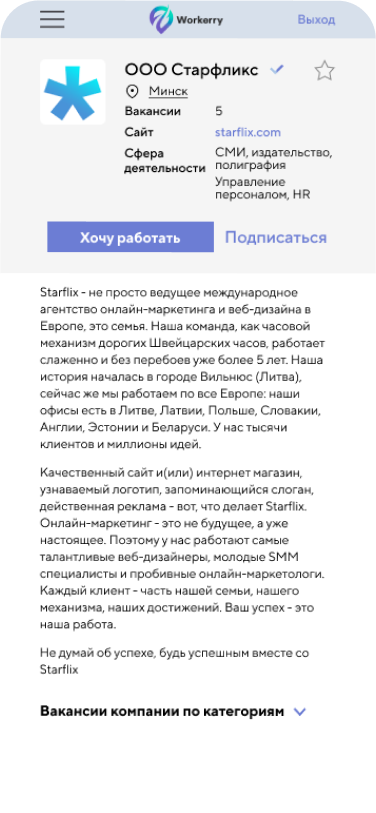 Workerry
Выход
ООО Старфликс
Минск
Вакансии 5
Сайт starflix.com
Сфера деятельности СМИ, издательство, полиграфия
Управление персоналом, HR
Хочу работать Подписаться
Starflix - не просто ведущее международное
агентство онлайн-маркетинга и веб-дизайна в
Европе, это семья. Наша команда, как часовой
механизм дорогих Швейцарских часов, работает
слаженно и без перебоев уже более 5 лет. Наша
история началась в городе Вильнюс (Литва),
сейчас же мы работаем по все Европе: наши
офисы есть в Литве, Латвии, Польше, Словакии,
Англии, Эстонии и Беларуси. У нас тысячи
клиентов и миллионы идей.
Качественный сайт и(или) интернет магазин,
узнаваемый логотип, запоминающийся слоган,
действенная реклама - вот, что делает Starflix.
Онлайн-маркетинг - это не будущее, а уже
настоящее. Поэтому у нас работают самые
талантливые веб-дизайнеры, молодые SMM
специалисты и пробивные онлайн-маркетологи.
Каждый клиент - часть нашей семьи, нашего
механизма, наших достижений. Ваш успех - это
наша работа.
Не думай об успехе, будь успешным вместе со
Starflix
Вакансии компании по категориям